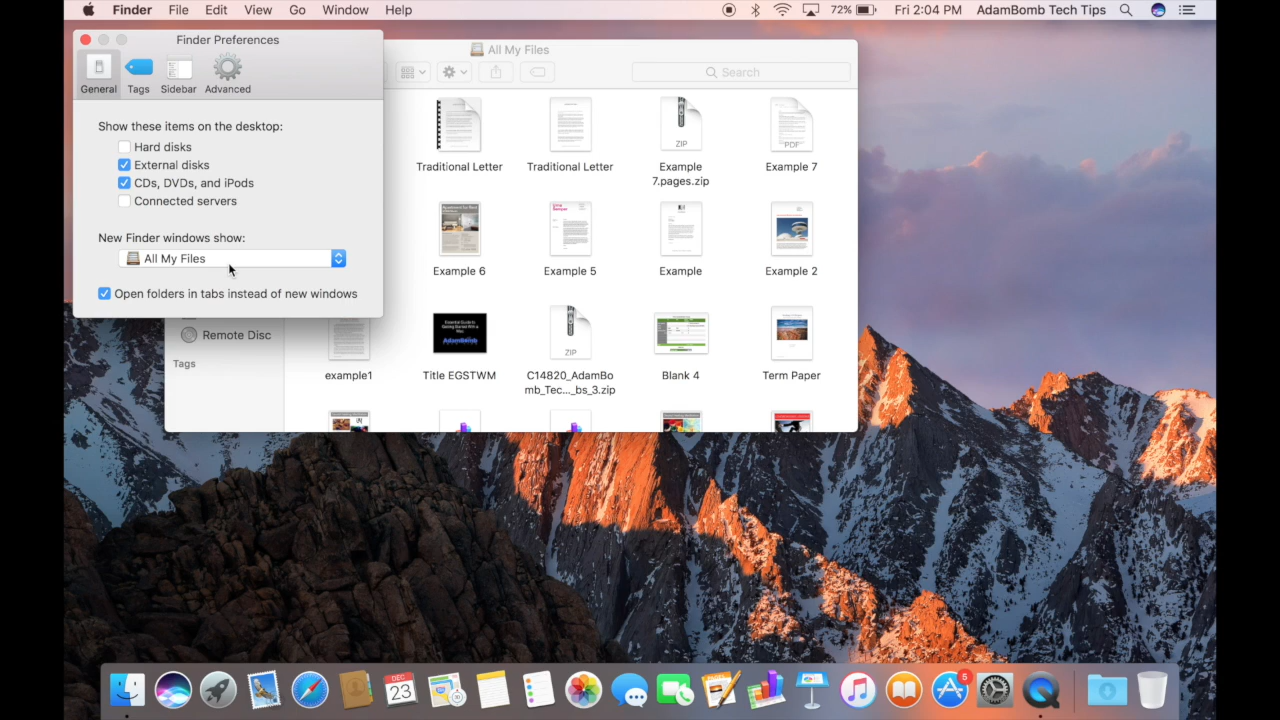 Finder File Edit View Go Window Help 72% Fri 2:04 PM AdamBomb Tech Tips
Finder Preferences
General Tags Sidebar Advanced
Show these items on the desktop:
Hard disks
External disks
CDs, DVDs, and iPods
Connected servers
New Finder windows show:
All My Files
Open folders in tabs instead of new windows
All My Files
Search
Traditional Letter
Traditional Letter
ZIP
Example
7.pages.zip
PDF
Example 7
Example 6
Example 5
Example
Example 2
Remote Disc
Tags
example1
Title EGSTWM
ZIP
C14820_AdamBo
mb_Tec..._bs_3.zip
Blank 4
Term Paper
DEC
23
5